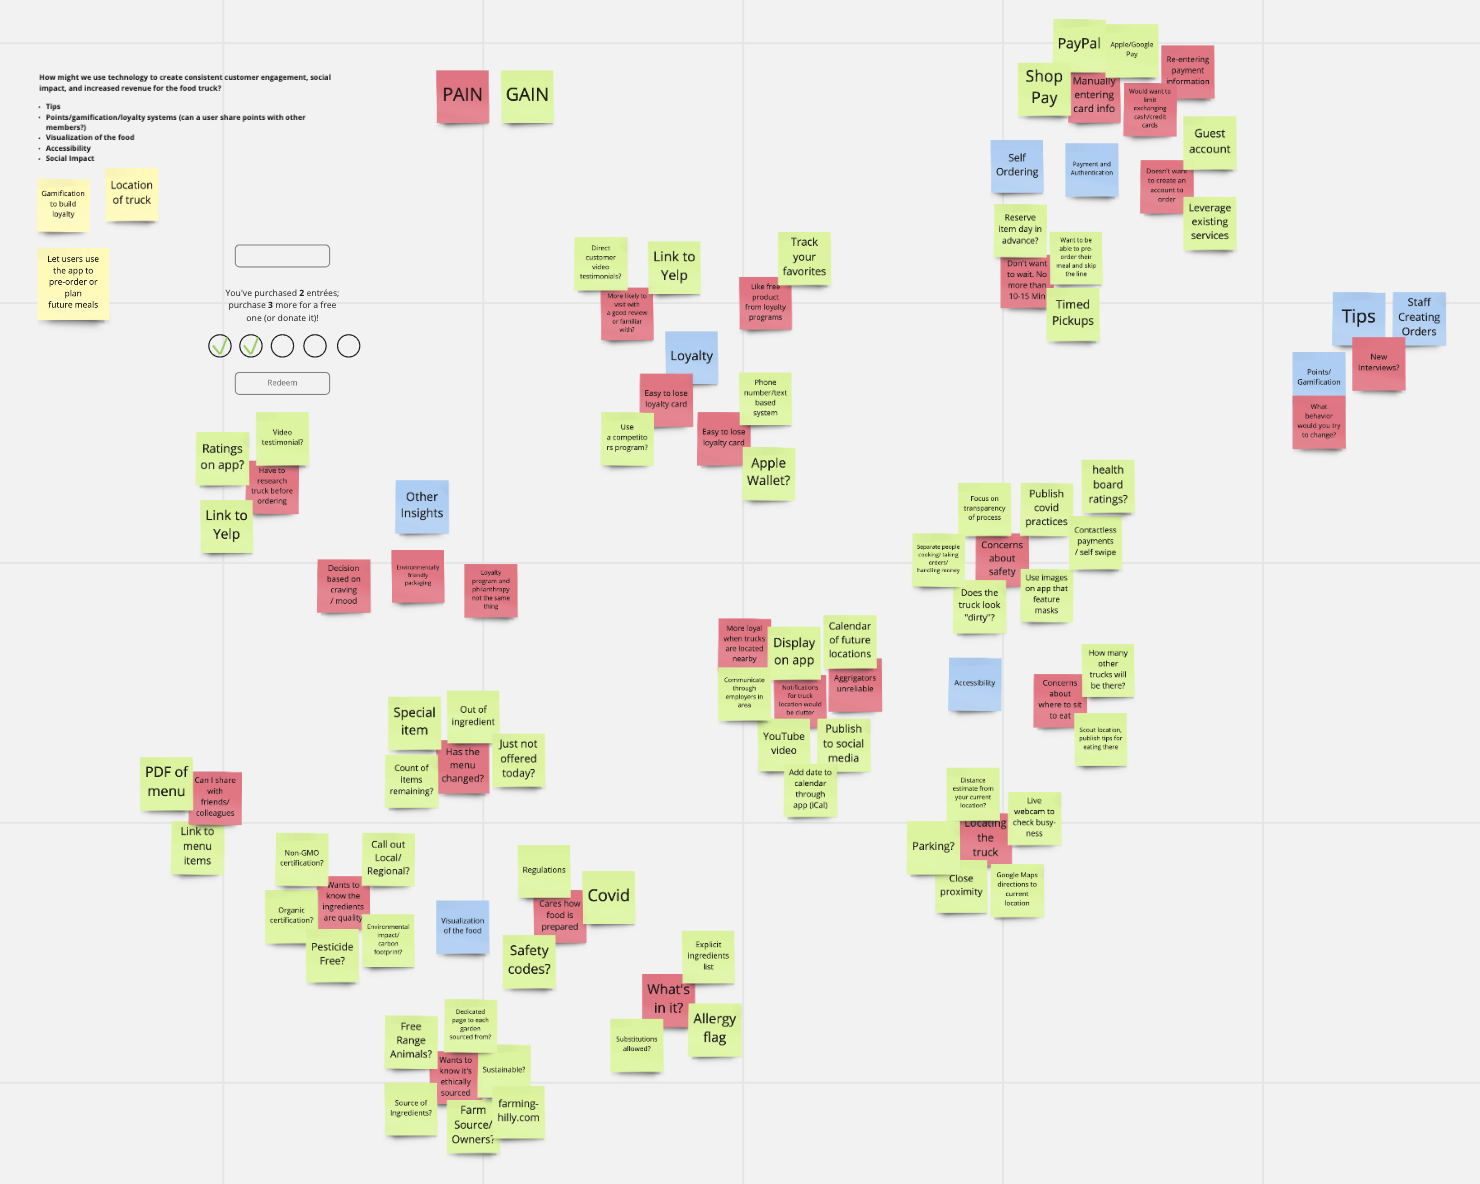 How might we use technology to create consistent customer engagement, social
impact, and increased revenue for the food truck?
• Tips
• Points/gamification/loyalty systems (can a user share points with other
members?)
• Visualization of the food
• Accessibility
• Social Impact
Gamification
to build
loyalty
Location
of truck
Let users use
the app to
pre-order or
plan
future meals
PAIN
GAIN
You've purchased 2 entrées;
purchase 3 more for a free
one (or donate it)!
Redeem
Ratings
on app?
Video
testimonial?
Have to
research
truck before
ordering
Link to
Yelp
Other
Insights
Decision
based on
craving
/ mood
Environmentally
friendly
packaging
Loyalty
program and
philanthropy
not the same
thing
Direct
customer
video
testimonials?
Link to
Yelp
More likely to
visit with
a good review
or familiar
with?
Track
your
favorites
Like free
product
from loyalty
programs
Loyalty
Easy to lose
loyalty card
Use
a competito
rs program?
Easy to lose
loyalty card
Phone
number/text
based
system
Apple
Wallet?
PayPal
Apple/Google
Pay
Re-entering
payment
information
Shop
Pay
Manually
entering
card info
Would want to
limit
exchanging
cash/credit
cards
Guest
account
Self
Ordering
Payment and
Authentication
Doesn't want
to create an
account to
order
Leverage
existing
services
Reserve
item day in
advance?
Want to be
able to pre-
order their
meal and skip
the line
Don't want
to wait. No
more than
10-15 Min
Timed
Pickups
Tips
Staff
Creating
Orders
Points/
Gamification
New
Interviews?
What
behavior
would you try
to change?
health
board
ratings?
Focus on
transparency
of process
Publish
covid
practices
Contactless
payments
/ self swipe
Separate people
cooking/ taking
orders/
handling money
Concerns
about
safety
Does the
truck look
"dirty"?
Use images
on app that
feature
masks
More loyal
when trucks
are located
nearby
Display
on app
Calendar
of future
locations
Communicate
through
employers in
area
Notifications
for truck
location would
be clutter
Aggrigators
unreliable
YouTube
video
Publish
to social
media
Add date to
calendar
through
app (iCal)
Accessibility
Concerns
about
where to sit
to eat
How many
other
trucks will
be there?
Scout location,
publish tips for
eating there
Distance
estimate from
your current
location?
Live
webcam to
check busy-
ness
Parking?
Locating
the
truck
Close
proximity
Google Maps
directions to
current
location
Special
item
Out of
ingredient
Has the
menu
changed?
Just not
offered
today?
Count of
items
remaining?
PDF of
menu
Can I share
with
friends/
colleagues
Link to
menu
items
Non-GMO
certification?
Call out
Local/
Regional?
Wants to
know the
ingredients
are quality
Organic
certification?
Pesticide
Free?
Environmental
impact/
carbon
footprint?
Visualization
of the food
Regulations
Covid
Cares how
food is
prepared
Safety
codes?
Explicit
ingredients
list
What's
in it?
Allergy
flag
Substitutions
allowed?
Free
Range
Animals?
Dedicated
page to each
garden
sourced from?
Wants to
know it's
ethically
sourced
Sustainable?
Source of
Ingredients?
Farm
Source/
Owners?
farming-
hilly.com